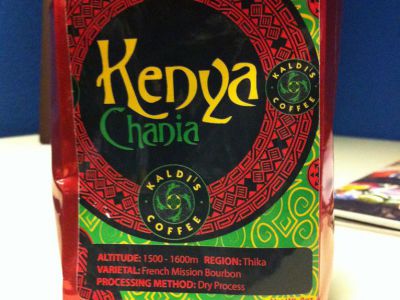 Kenya
Chania
KALDI'S COFFEE
KALDI'S COFFEE
ALTITUDE: 1500 - 1600m REGION: Thika
VARIETAL: French Mission Bourbon
PROCESSING METHOD: Dry Process